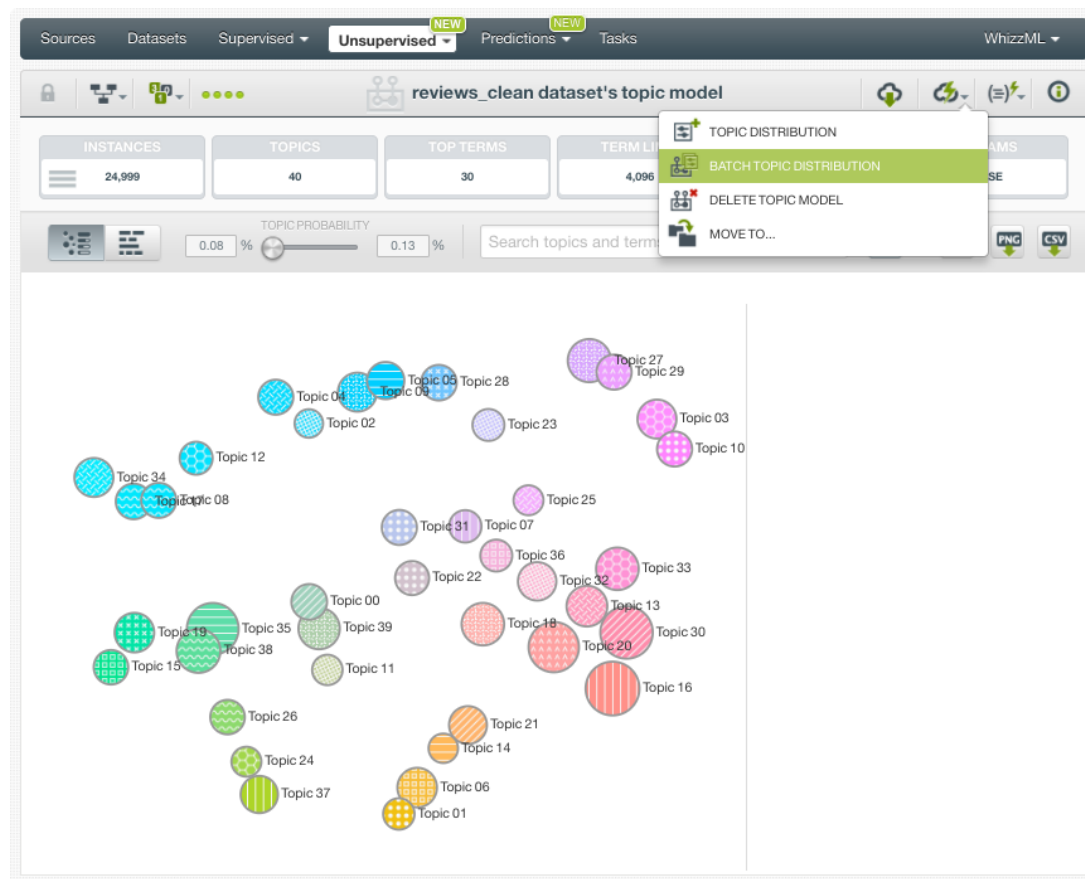 NEW NEW
Sources Datasets Supervised Unsupervised Predictions Tasks WhizzML
reviews_clean dataset's topic model
INSTANCES TOPICS TOP TERMS TERM LI AMS
24,999 40 30 4,096 SE
TOPIC DISTRIBUTION
BATCH TOPIC DISTRIBUTION
DELETE TOPIC MODEL
MOVE TO...
TOPIC PROBABILITY
0.08 % 0.13 % Search topics and term PNG CSV
Topic 27
Topic 29
Topic 05 Topic 28
Topic 09
Topic 04
Topic 03
Topic 02 Topic 23
Topic 10
Topic 12
Topic 34
Topic 17 Topic 08 Topic 25
Topic 31 Topic 07
Topic 36
Topic 33
Topic 22 Topic 32
Topic 00 Topic 13
Topic 19 Topic 35 Topic 39 Topic 18 Topic 30
Topic 38 Topic 20
Topic 15 Topic 11
Topic 16
Topic 26 Topic 21
Topic 14
Topic 24
Topic 37 Topic 06
Topic 01